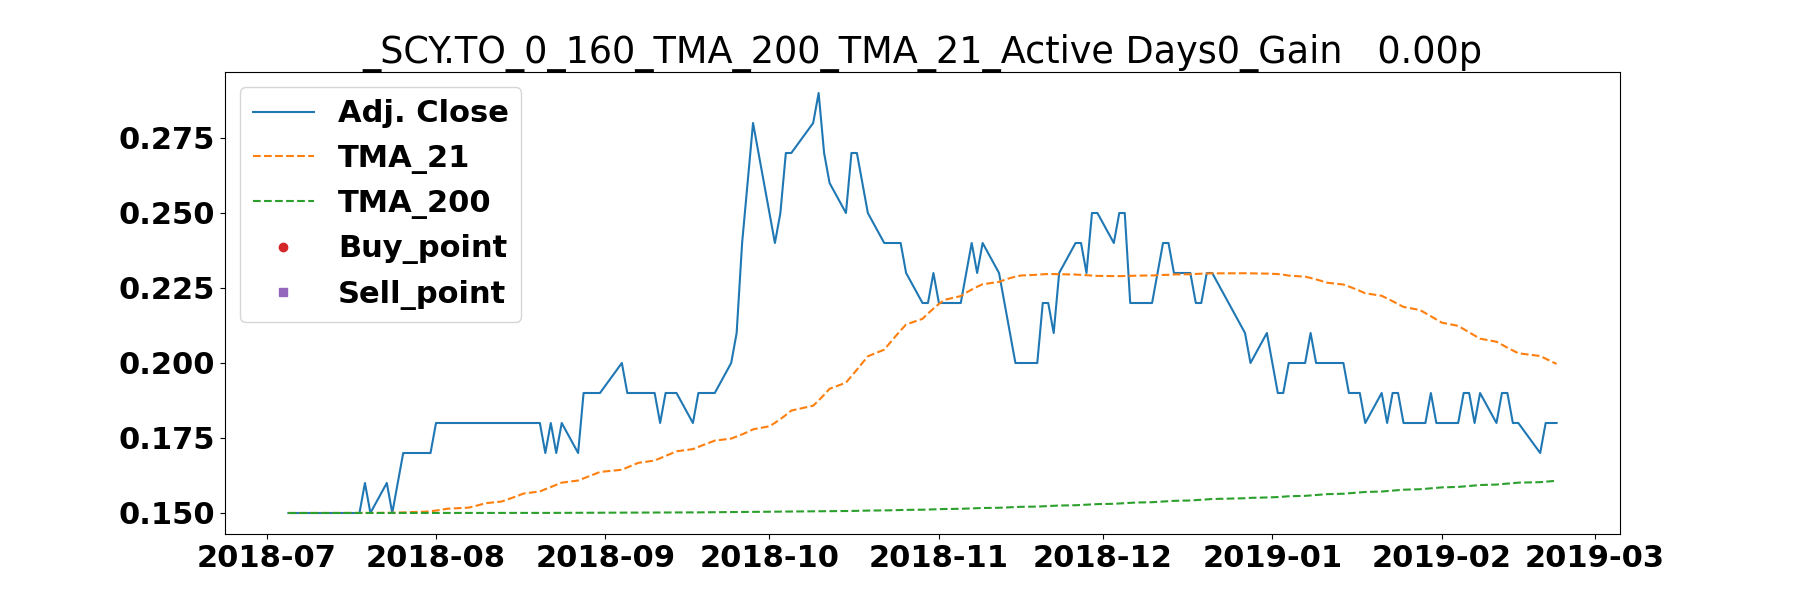 _SCY.TO_0_160_TMA_200_TMA_21_Active Days0_Gain   0.00p
Adj. Close
TMA_21
TMA_200
Buy_point
Sell_point
0.275
0.250
0.225
0.200
0.175
0.150
2018-07 2018-08 2018-09 2018-10 2018-11 2018-12 2019-01 2019-02 2019-03